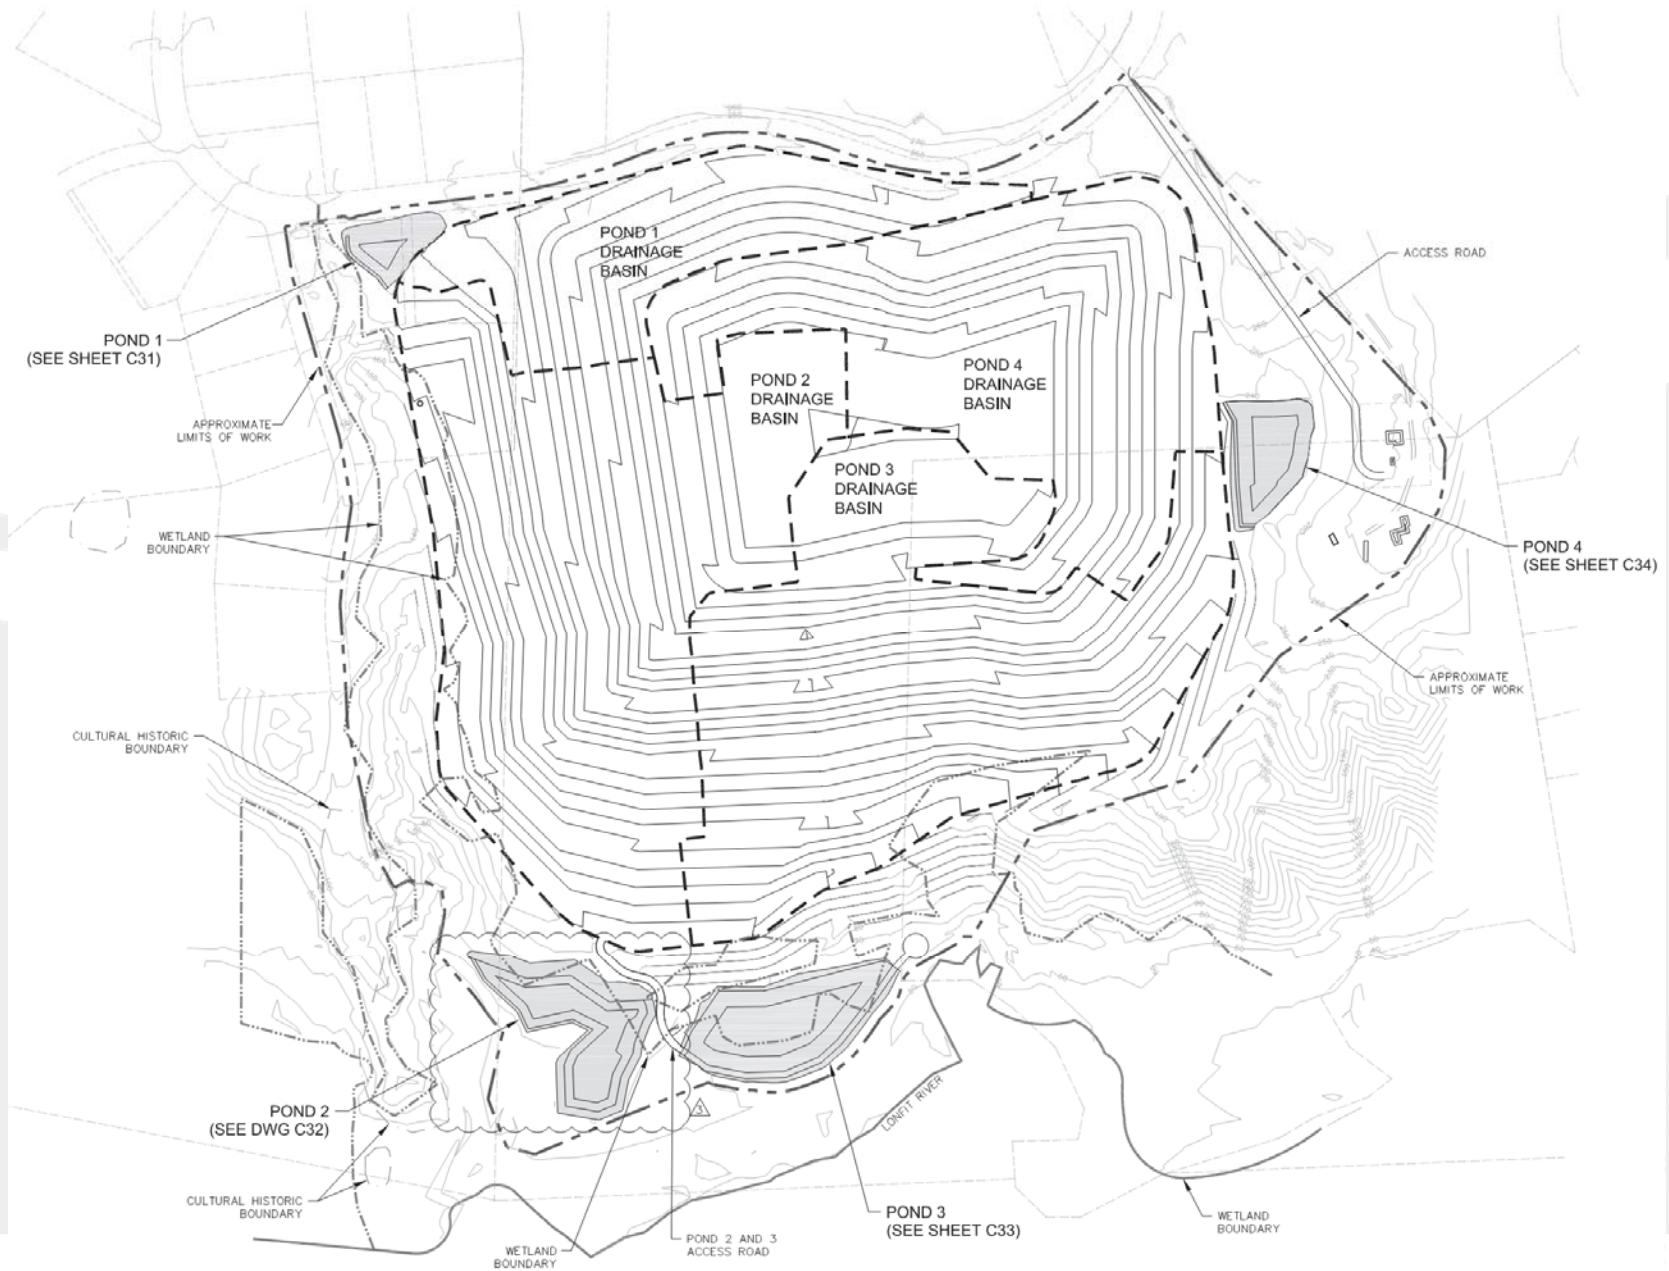 POND 1
DRAINAGE
BASIN
ACCESS ROAD
POND 1
(SEE SHEET C31)
POND 2
DRAINAGE
BASIN
POND 4
DRAINAGE
BASIN
APPROXIMATE
LIMITS OF WORK
POND 3
DRAINAGE
BASIN
WETLAND
BOUNDARY
POND 4
(SEE SHEET C34)
APPROXIMATE
LIMITS OF WORK
CULTURAL HISTORIC
BOUNDARY
LONFIT RIVER
3
POND 2
(SEE DWG C32)
CULTURAL HISTORIC
BOUNDARY
POND 3
(SEE SHEET C33)
WETLAND
BOUNDARY
POND 2 AND 3
ACCESS ROAD
WETLAND
BOUNDARY